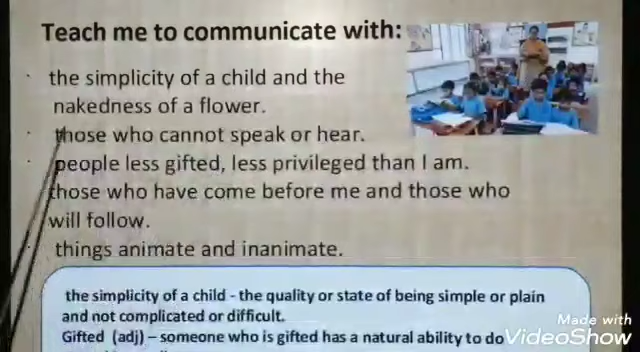 Teach me to communicate with:
· the simplicity of a child and the
nakedness of a flower.
· those who cannot speak or hear.
· people less gifted, less privileged than I am.
those who have come before me and those who
will follow.
· things animate and inanimate.
the simplicity of a child - the quality or state of being simple or plain
and not complicated or difficult.
Gifted (adj) – someone who is gifted has a natural ability to do
Made with
VideoShow